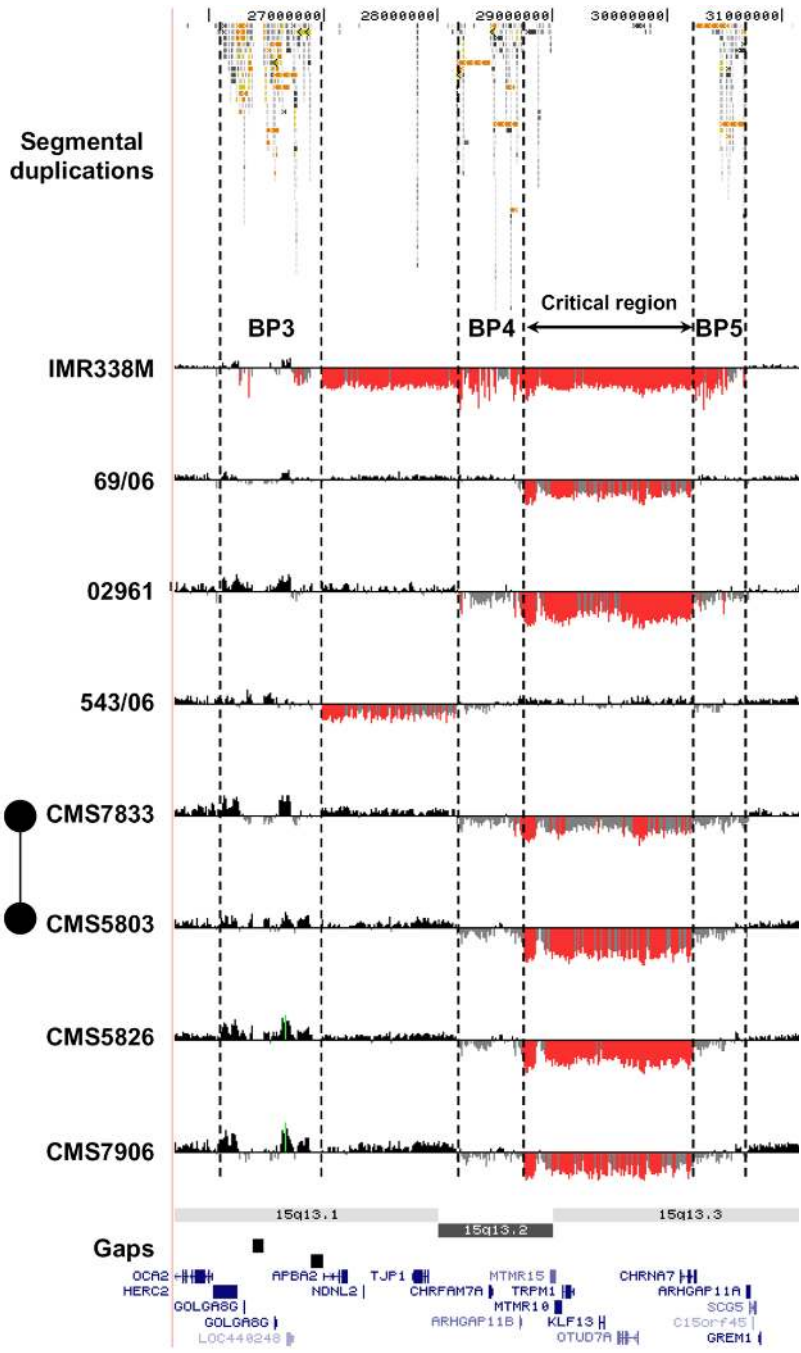 27000000 28000000 29000000 30000000 31000000
Segmental
duplications
Critical region
BP3 BP4 BP5
IMR338M
69/06
02961
543/06
CMS7833
CMS5803
CMS5826
CMS7906
15q13.1 15q13.3
15q13.2
Gaps
OCA2 APBA2 TJP1 MTMR15 CHRNA7
HERC2 NDNL2 CHRFAM7A TRPM1 ARHGAP11A
GOLGA8G MTMR10 SCG5
GOLGA8G ARHGAP11B KLF13 C15orf45
LOC440248 OTUD7A GREM1